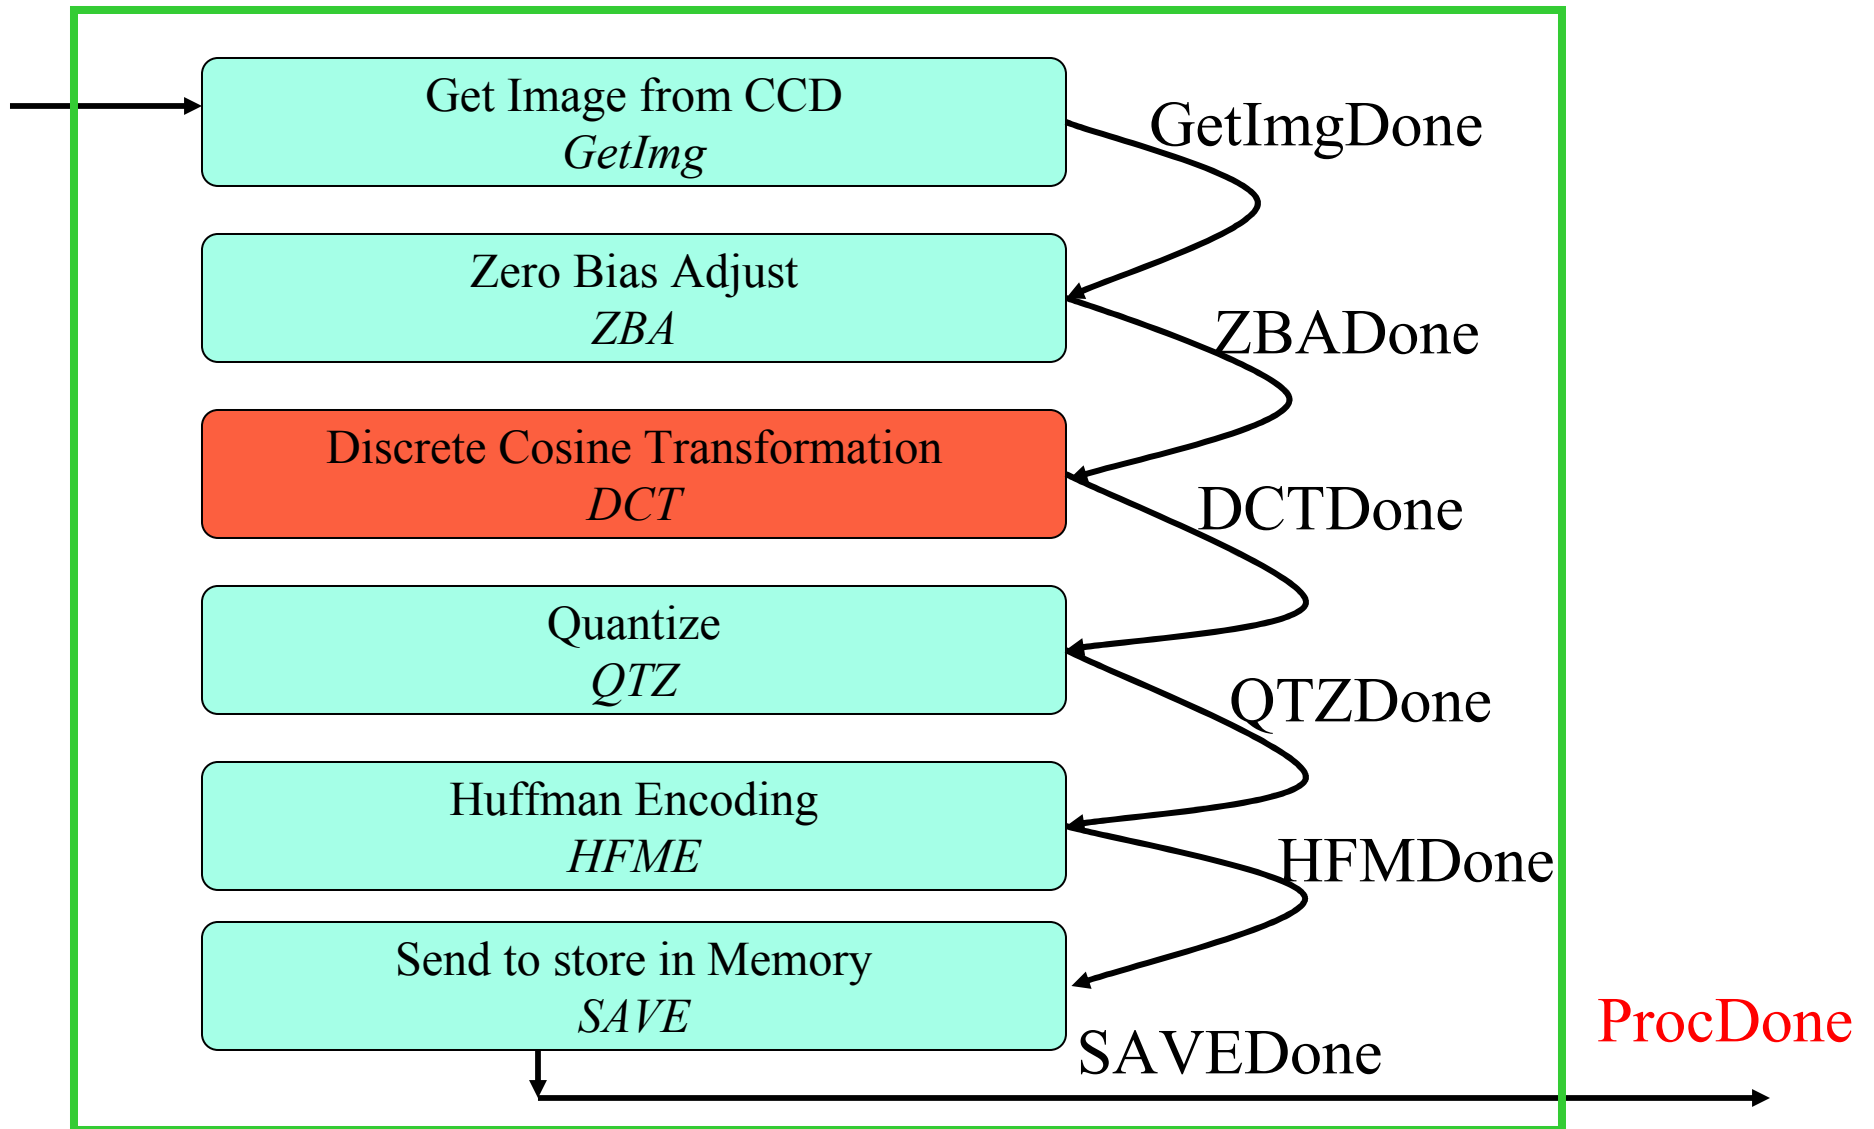 Get Image from CCD
GetImg
GetImgDone
Zero Bias Adjust
ZBA
ZBADone
Discrete Cosine Transformation
DCT
DCTDone
Quantize
QTZ
QTZDone
Huffman Encoding
HFME
HFMDone
Send to store in Memory
SAVE
SAVEDone
ProcDone